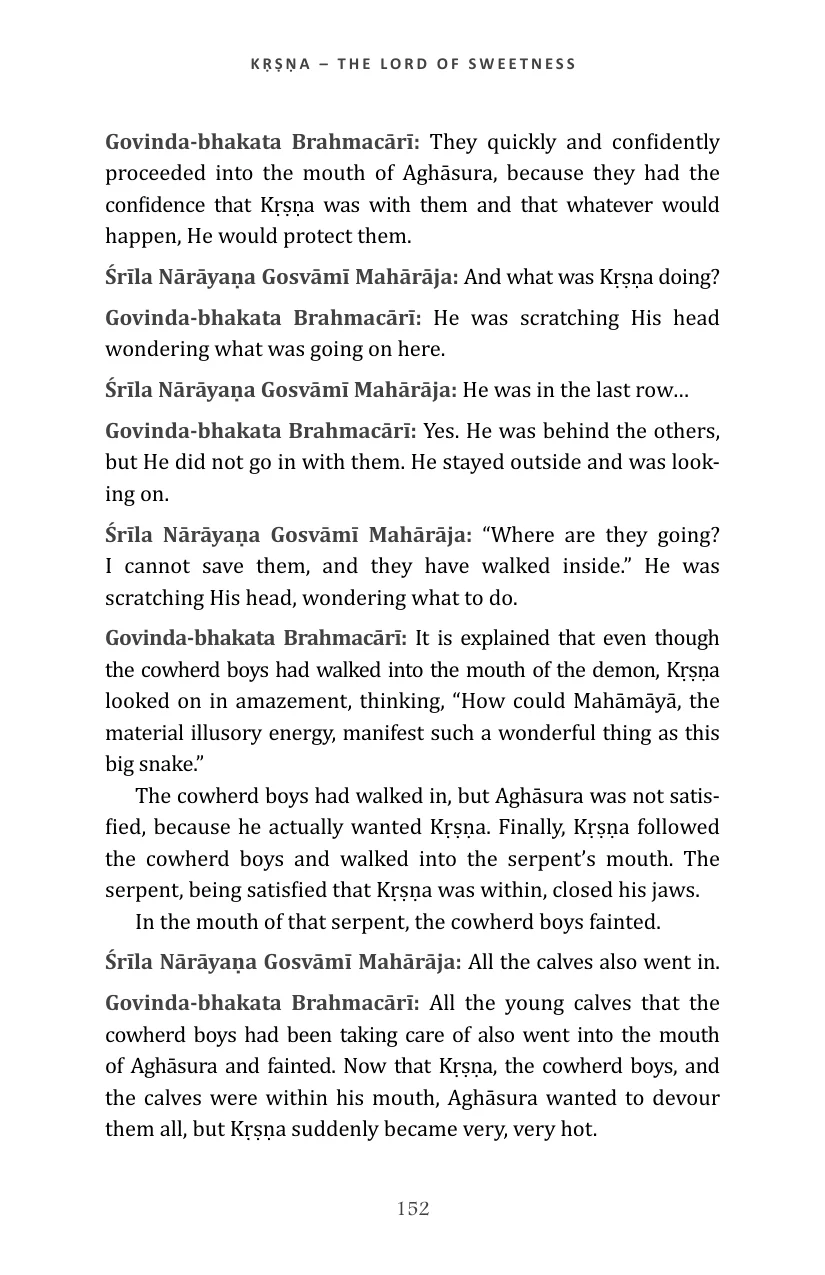 KṚṢṆA – THE LORD OF SWEETNESS
Govinda-bhakata Brahmacārī: They quickly and confidently
proceeded into the mouth of Aghāsura, because they had the
confidence that Kṛṣṇa was with them and that whatever would
happen, He would protect them.
Śrīla Nārāyaṇa Gosvāmī Mahārāja: And what was Kṛṣṇa doing?
Govinda-bhakata Brahmacārī: He was scratching His head
wondering what was going on here.
Śrīla Nārāyaṇa Gosvāmī Mahārāja: He was in the last row…
Govinda-bhakata Brahmacārī: Yes. He was behind the others,
but He did not go in with them. He stayed outside and was look-
ing on.
Śrīla Nārāyaṇa Gosvāmī Mahārāja: “Where are they going?
I cannot save them, and they have walked inside.” He was
scratching His head, wondering what to do.
Govinda-bhakata Brahmacārī: It is explained that even though
the cowherd boys had walked into the mouth of the demon, Kṛṣṇa
looked on in amazement, thinking, “How could Mahāmāyā, the
material illusory energy, manifest such a wonderful thing as this
big snake.”
The cowherd boys had walked in, but Aghāsura was not satis-
fied, because he actually wanted Kṛṣṇa. Finally, Kṛṣṇa followed
the cowherd boys and walked into the serpent’s mouth. The
serpent, being satisfied that Kṛṣṇa was within, closed his jaws.
In the mouth of that serpent, the cowherd boys fainted.
Śrīla Nārāyaṇa Gosvāmī Mahārāja: All the calves also went in.
Govinda-bhakata Brahmacārī: All the young calves that the
cowherd boys had been taking care of also went into the mouth
of Aghāsura and fainted. Now that Kṛṣṇa, the cowherd boys, and
the calves were within his mouth, Aghāsura wanted to devour
them all, but Kṛṣṇa suddenly became very, very hot.
152